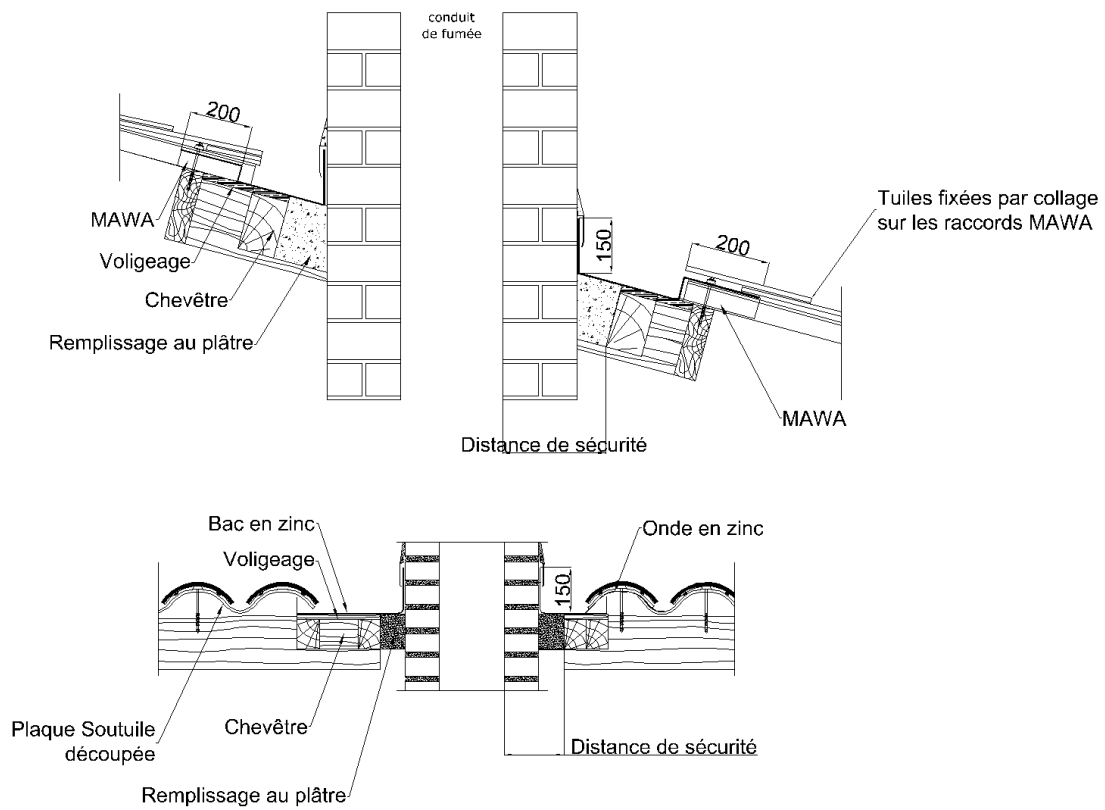 conduit
de fumée
200
MAWA
Voligeage
Chevêtre
Remplissage au plâtre
150
200
Tuiles fixées par collage
sur les raccords MAWA
MAWA
Distance de sécurité
Bac en zinc
Voligeage
Onde en zinc
150
Plaque Soutuile
découpée
Chevêtre
Remplissage au plâtre
Distance de sécurité